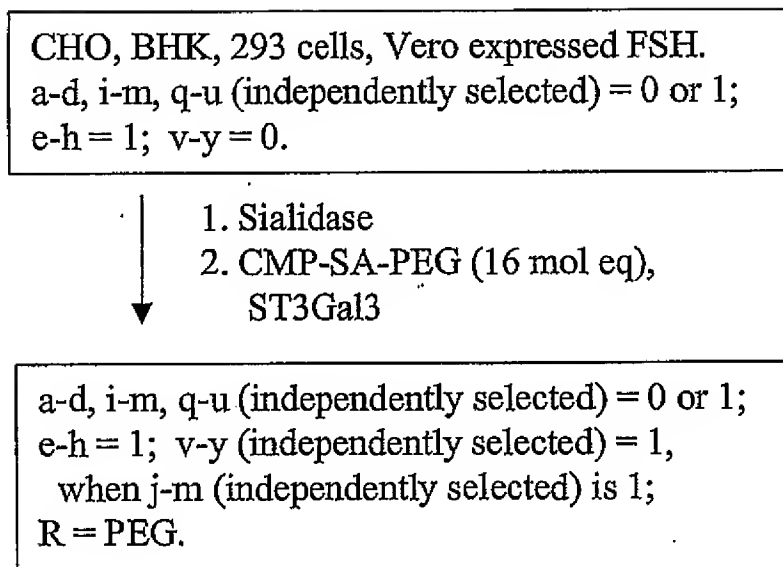 CHO, BHK, 293 cells, Vero expressed FSH.
a-d, i-m, q-u (independently selected) = 0 or 1;
e-h = 1; v-y = 0.
1. Sialidase
2. CMP-SA-PEG (16 mol eq),
ST3Gal3
a-d, i-m, q-u (independently selected) = 0 or 1;
e-h = 1; v-y (independently selected) = 1,
when j-m (independently selected) is 1;
R = PEG.